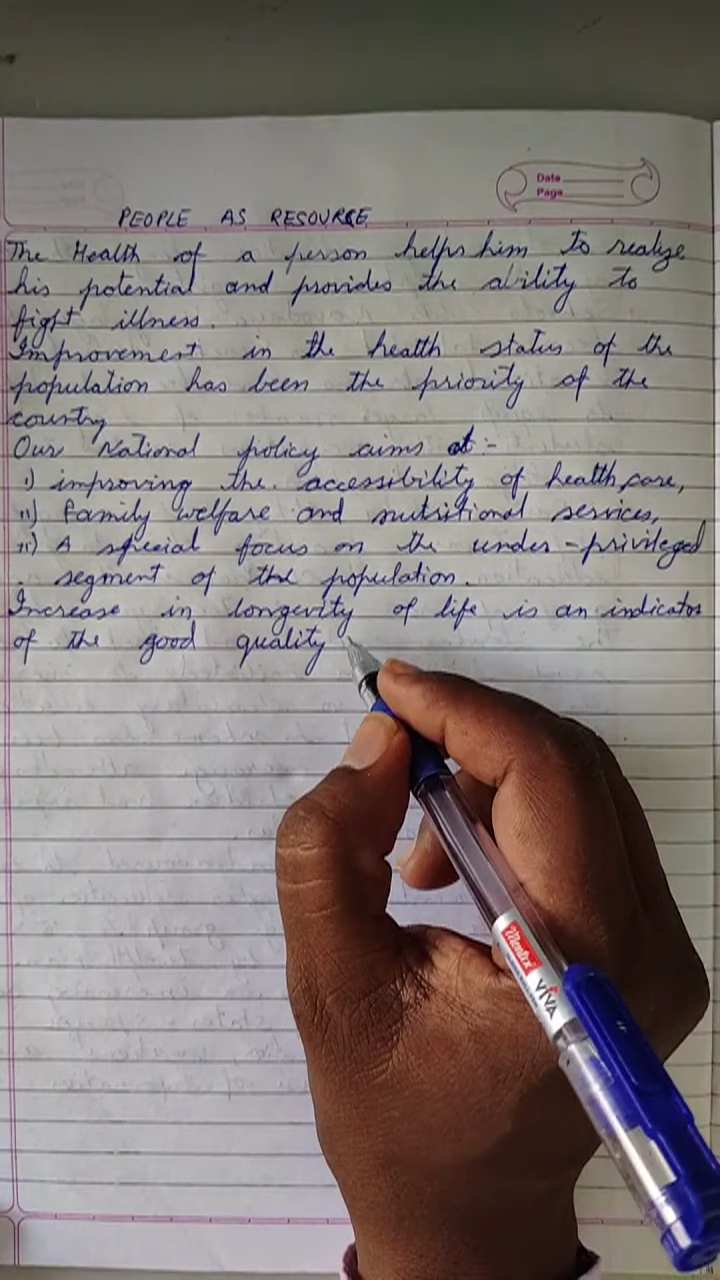 Date
Page
PEOPLE AS RESOURCE
The Health of a person helps him to realize
his potential and provides the ability to
fight illness.
Improvement in the health status of the
population has been the priority of the
country
Our National policy aims at :-
i) improving the accessibility of health care,
ii) family welfare and nutritional services,
iii) A special focus on the under-privileged
segment of the population.
Increase in longevity of life is an indicator
of the good quality
Montex VIVA